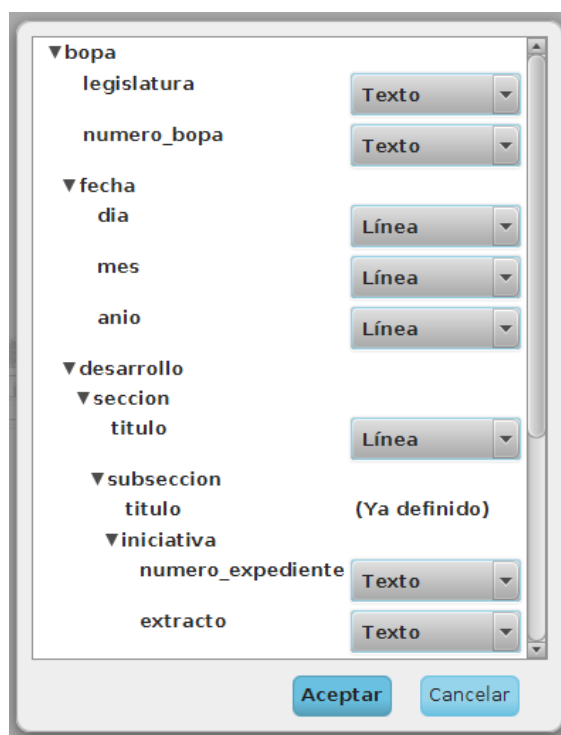 ▼bopa
legislatura Texto
numero_bopa Texto
▼fecha
dia Línea
mes Línea
anio Línea
▼desarrollo
▼seccion
titulo Línea
▼subseccion
titulo (Ya definido)
▼iniciativa
numero_expediente Texto
extracto Texto
Aceptar Cancelar